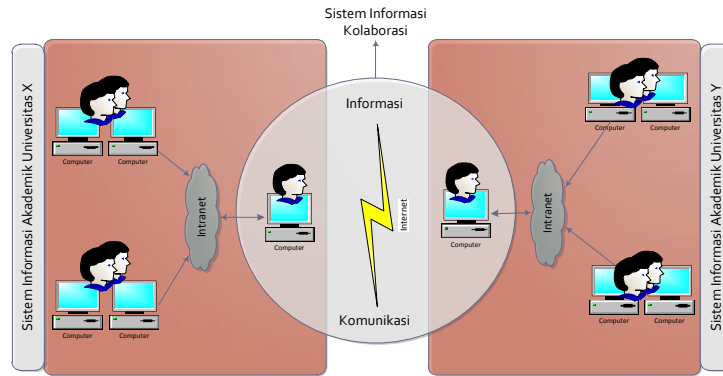 Sistem Informasi
Kolaborasi
Sistem Informasi Akademik Universitas X
Computer
Computer
Intranet
Computer
Computer
Computer
Informasi
Internet
Komunikasi
Computer
Intranet
Computer
Computer
Computer
Computer
Sistem Informasi Akademik Universitas Y